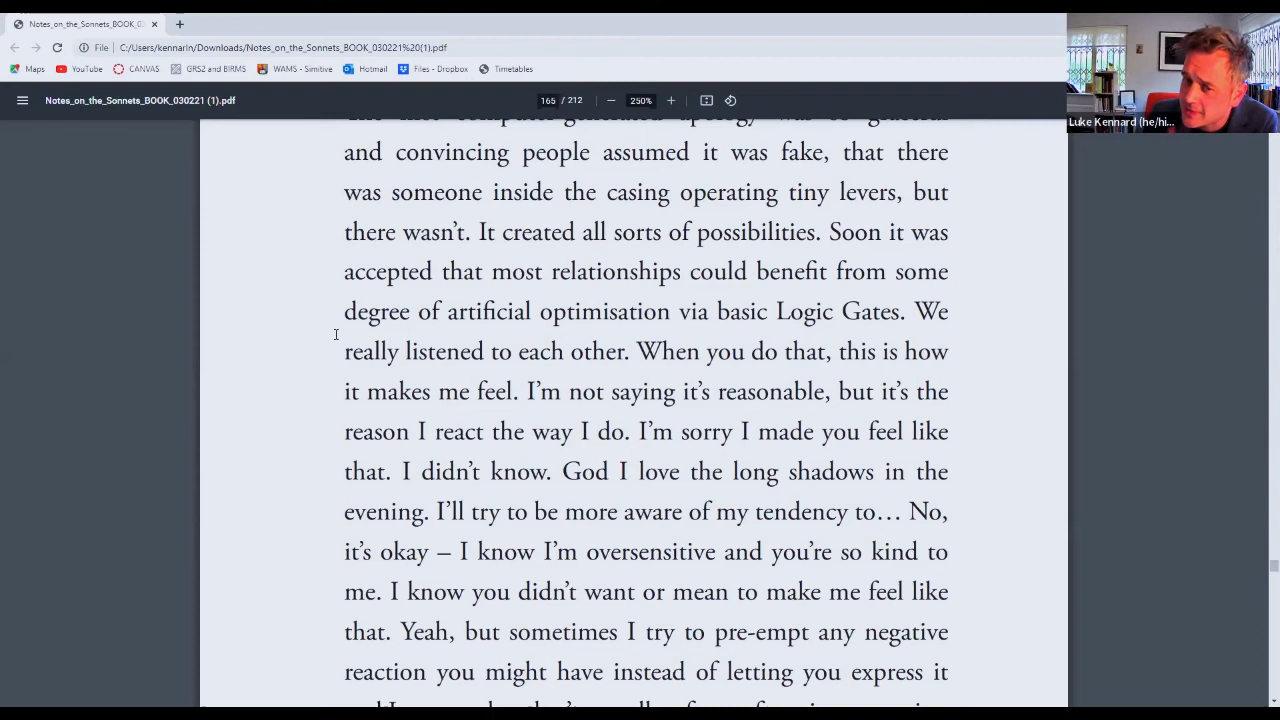 Notes_on_the_Sonnets_BOOK_03
File
C:/Users/kennarln/Downloads/Notes_on_the_Sonnets_BOOK_030221%20(1).pdf
Maps YouTube CANVAS GRS2 and BIRMS WAMS - Simitive Hotmail Files - Dropbox Timetables
Notes_on_the_Sonnets_BOOK_030221 (1).pdf
165 / 212
250%
Luke Kennard (he/hi...
computer-generated apology was so graceful
and convincing people assumed it was fake, that there
was someone inside the casing operating tiny levers, but
there wasn’t. It created all sorts of possibilities. Soon it was
accepted that most relationships could benefit from some
degree of artificial optimisation via basic Logic Gates. We
really listened to each other. When you do that, this is how
it makes me feel. I’m not saying it’s reasonable, but it’s the
reason I react the way I do. I’m sorry I made you feel like
that. I didn’t know. God I love the long shadows in the
evening. I’ll try to be more aware of my tendency to… No,
it’s okay – I know I’m oversensitive and you’re so kind to
me. I know you didn’t want or mean to make me feel like
that. Yeah, but sometimes I try to pre-empt any negative
reaction you might have instead of letting you express it